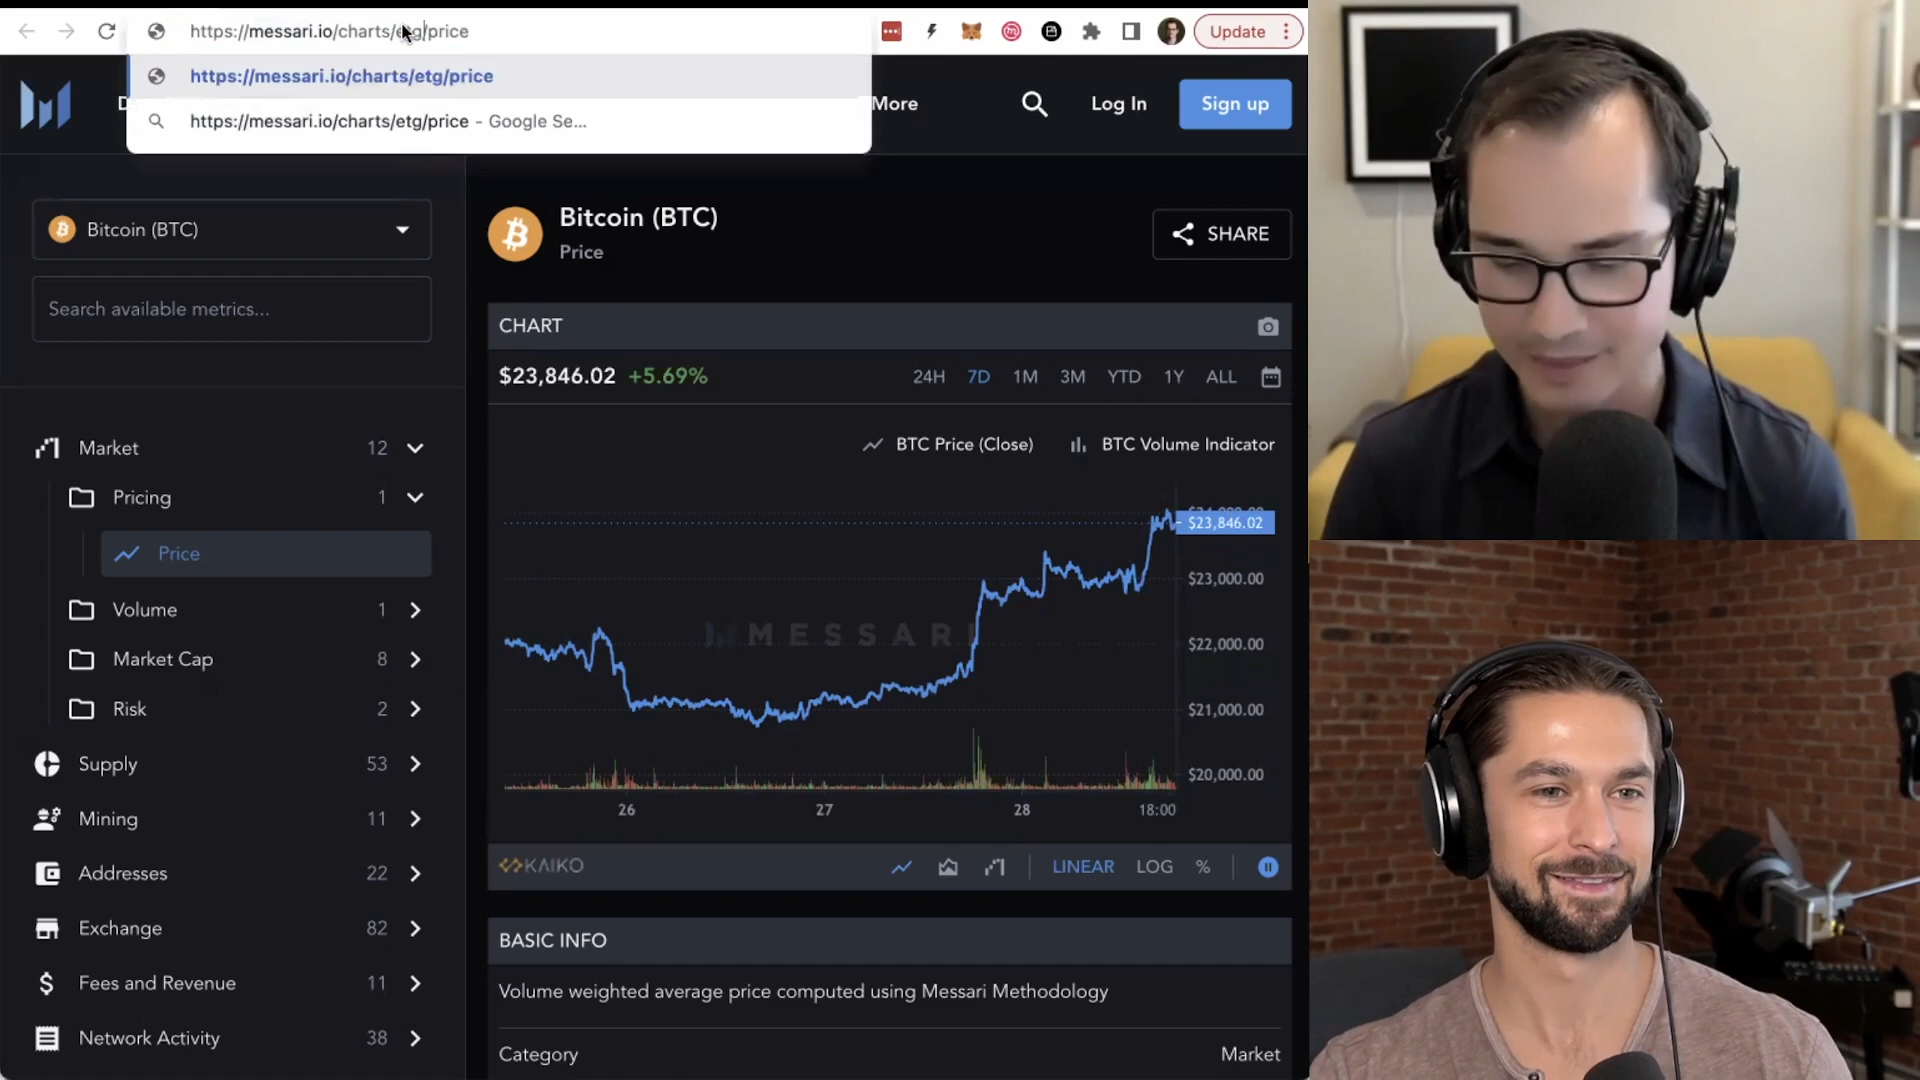 https://messari.io/charts/etg/price
Update
https://messari.io/charts/etg/price
https://messari.io/charts/etg/price - Google Se...
D
More
Log In
Sign up
Bitcoin (BTC)
Search available metrics...
Market 12
Pricing 1
Price
Volume 1
Market Cap 8
Risk 2
Supply 53
Mining 11
Addresses 22
Exchange 82
Fees and Revenue 11
Network Activity 38
Bitcoin (BTC)
Price
SHARE
CHART
$23,846.02 +5.69%
24H 7D 1M 3M YTD 1Y ALL
BTC Price (Close) BTC Volume Indicator
$23,846.02
$23,000.00
MESSARI
$22,000.00
$21,000.00
$20,000.00
26 27 28 18:00
KAIKO
LINEAR LOG %
BASIC INFO
Volume weighted average price computed using Messari Methodology
Category Market